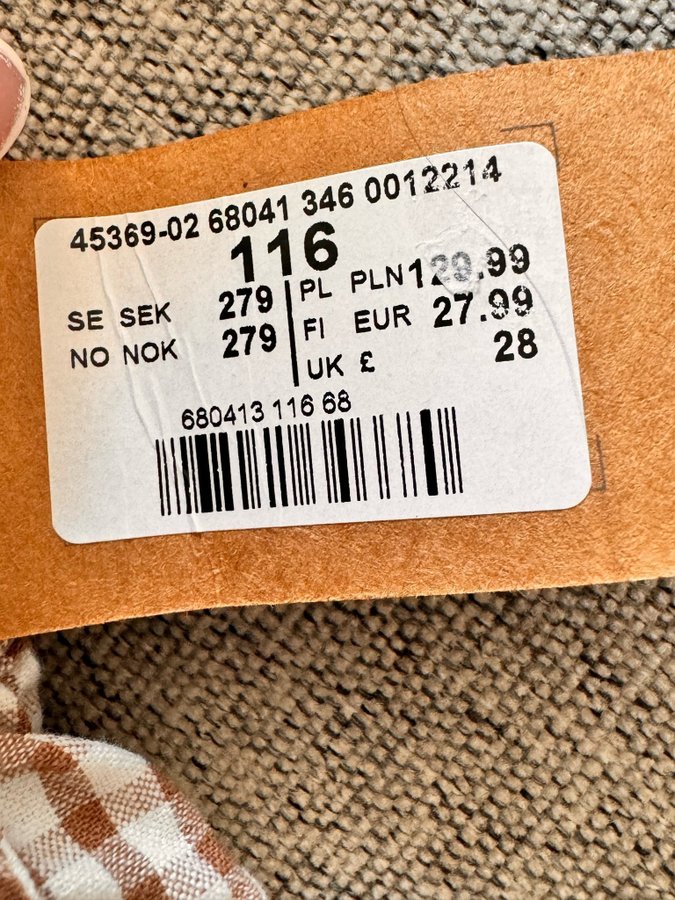 45369-02 68041 346 0012214
116
SE SEK 279
NO NOK 279
PL PLN 129.99
FI EUR 27.99
UK £ 28
680413 116 68